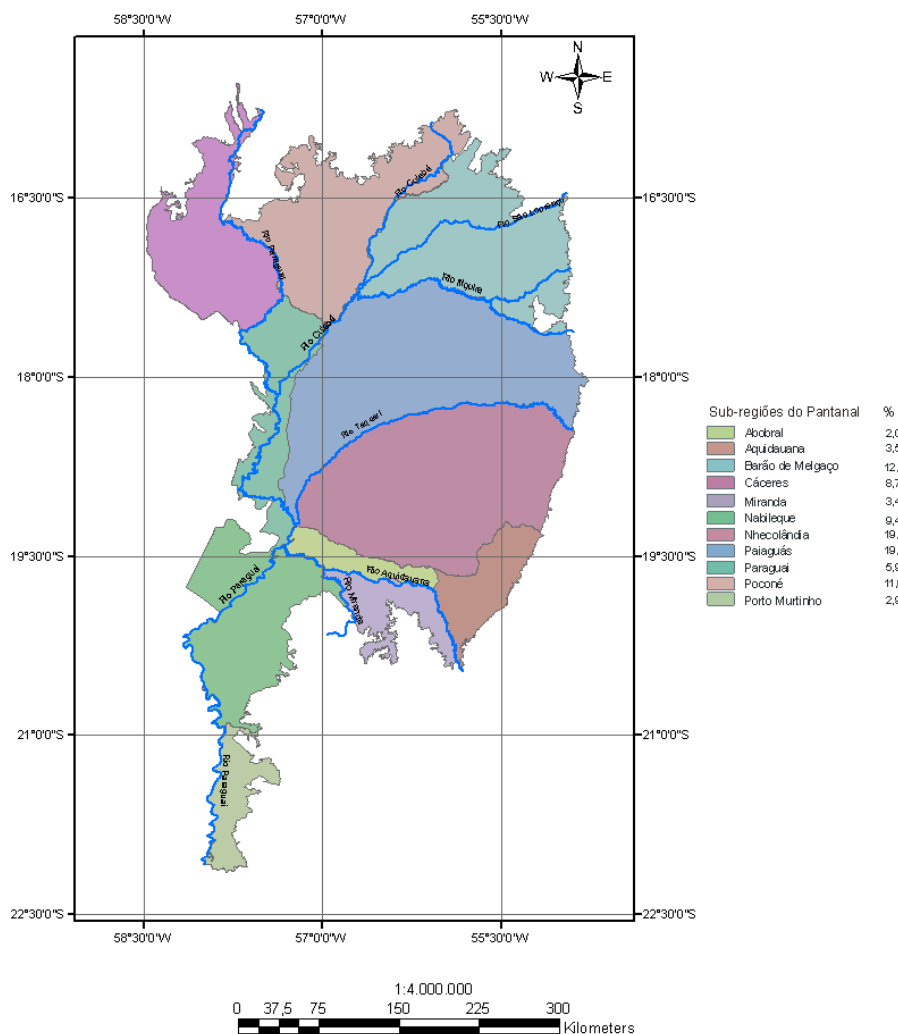 58°30'0"W 57°0'0"W 55°30'0"W
N
W E
S
16°30'0"S 16°30'0"S
Rio Cuiabá
Rio São Lourenço
Rio Paraguai
Rio Itiquira
Rio Cuiabá
18°0'0"S 18°0'0"S
Rio Taquari
Sub-regiões do Pantanal %
Abobral 2,0
Aquidauana
Barão de Melgaço 12,
Cáceres 8,7
Miranda 3,4
Nabileque 9,4
Nhecolândia 19,
Paiaguás 19,
Paraguai 5,9
Poconé 11,
Porto Murtinho 2,9
19°30'0"S 19°30'0"S
Rio Aquidauana
Rio Paraguai
Rio Miranda
21°0'0"S 21°0'0"S
Rio Paraguai
22°30'0"S 22°30'0"S
58°30'0"W 57°0'0"W 55°30'0"W
1:4.000.000
0 37,5 75 150 225 300
Kilometers